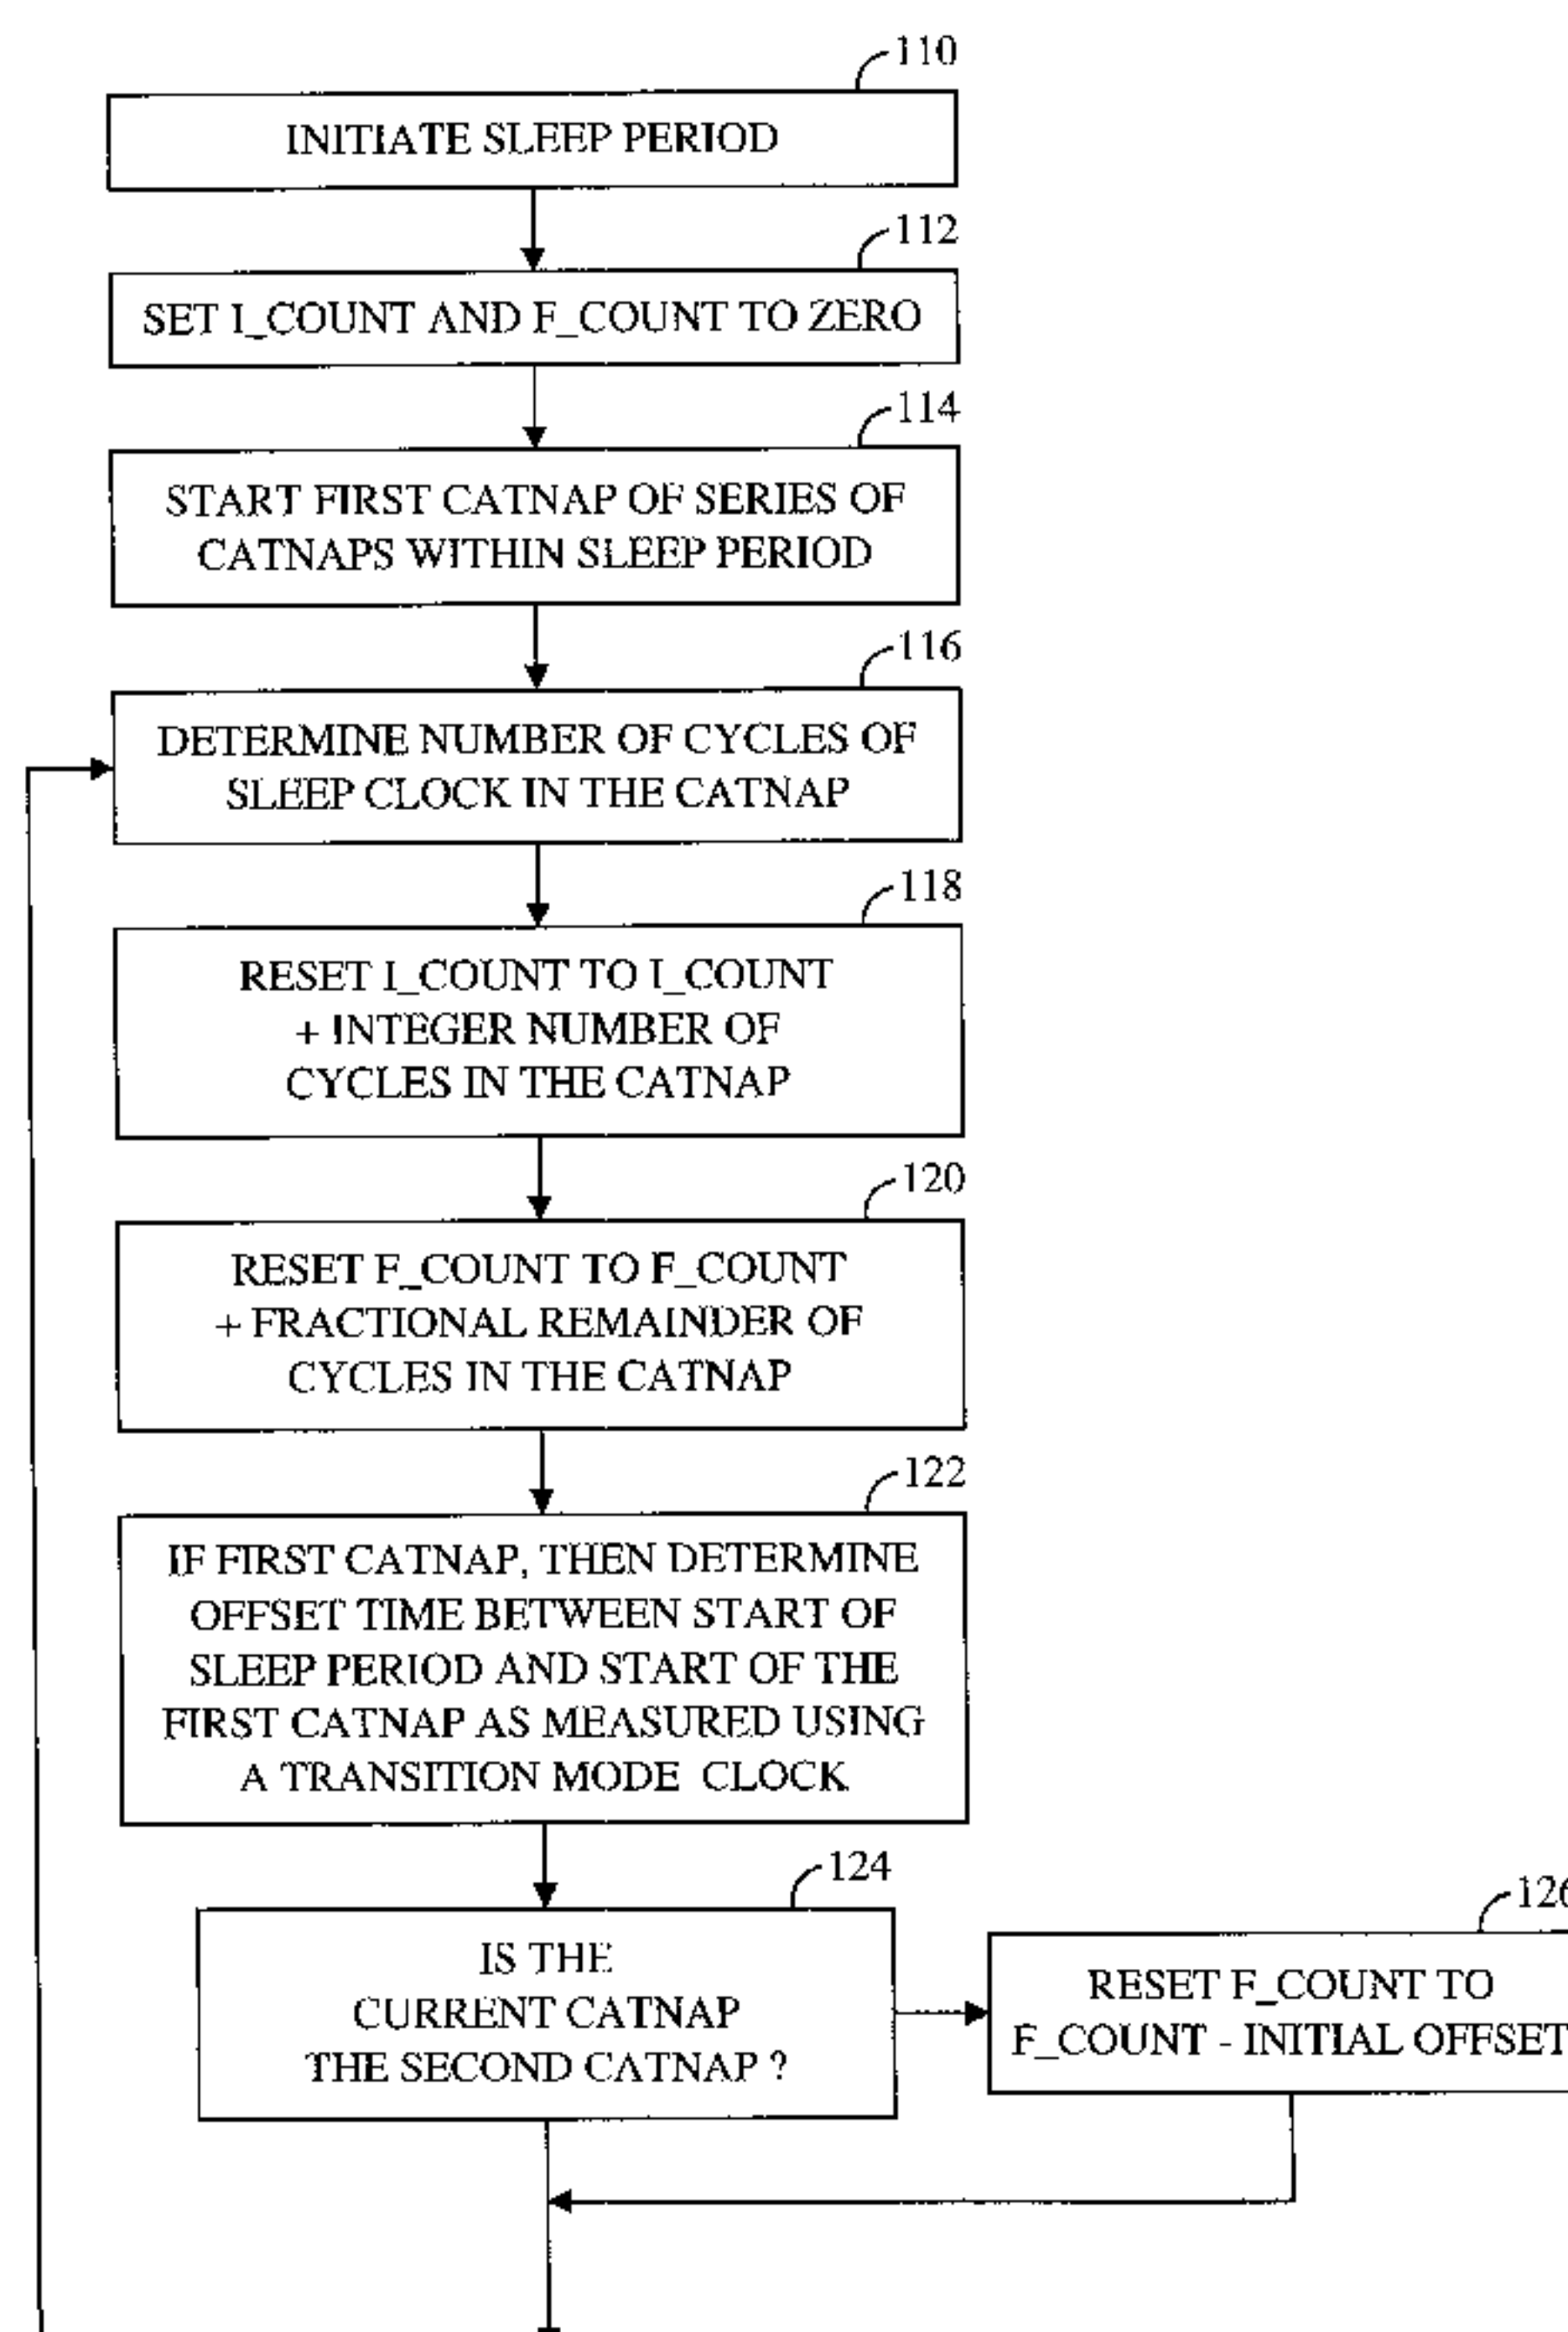 110
INITIATE SLEEP PERIOD
112
SET I_COUNT AND F_COUNT TO ZERO
114
START FIRST CATNAP OF SERIES OF
CATNAPS WITHIN SLEEP PERIOD
116
DETERMINE NUMBER OF CYCLES OF
SLEEP CLOCK IN THE CATNAP
118
RESET I_COUNT TO I_COUNT
+ INTEGER NUMBER OF
CYCLES IN THE CATNAP
120
RESET F_COUNT TO F_COUNT
+ FRACTIONAL REMAINDER OF
CYCLES IN THE CATNAP
122
IF FIRST CATNAP, THEN DETERMINE
OFFSET TIME BETWEEN START OF
SLEEP PERIOD AND START OF THE
FIRST CATNAP AS MEASURED USING
A TRANSITION MODE CLOCK
124
IS THE
CURRENT CATNAP
THE SECOND CATNAP ?
126
RESET F_COUNT TO
F_COUNT - INITIAL OFFSET